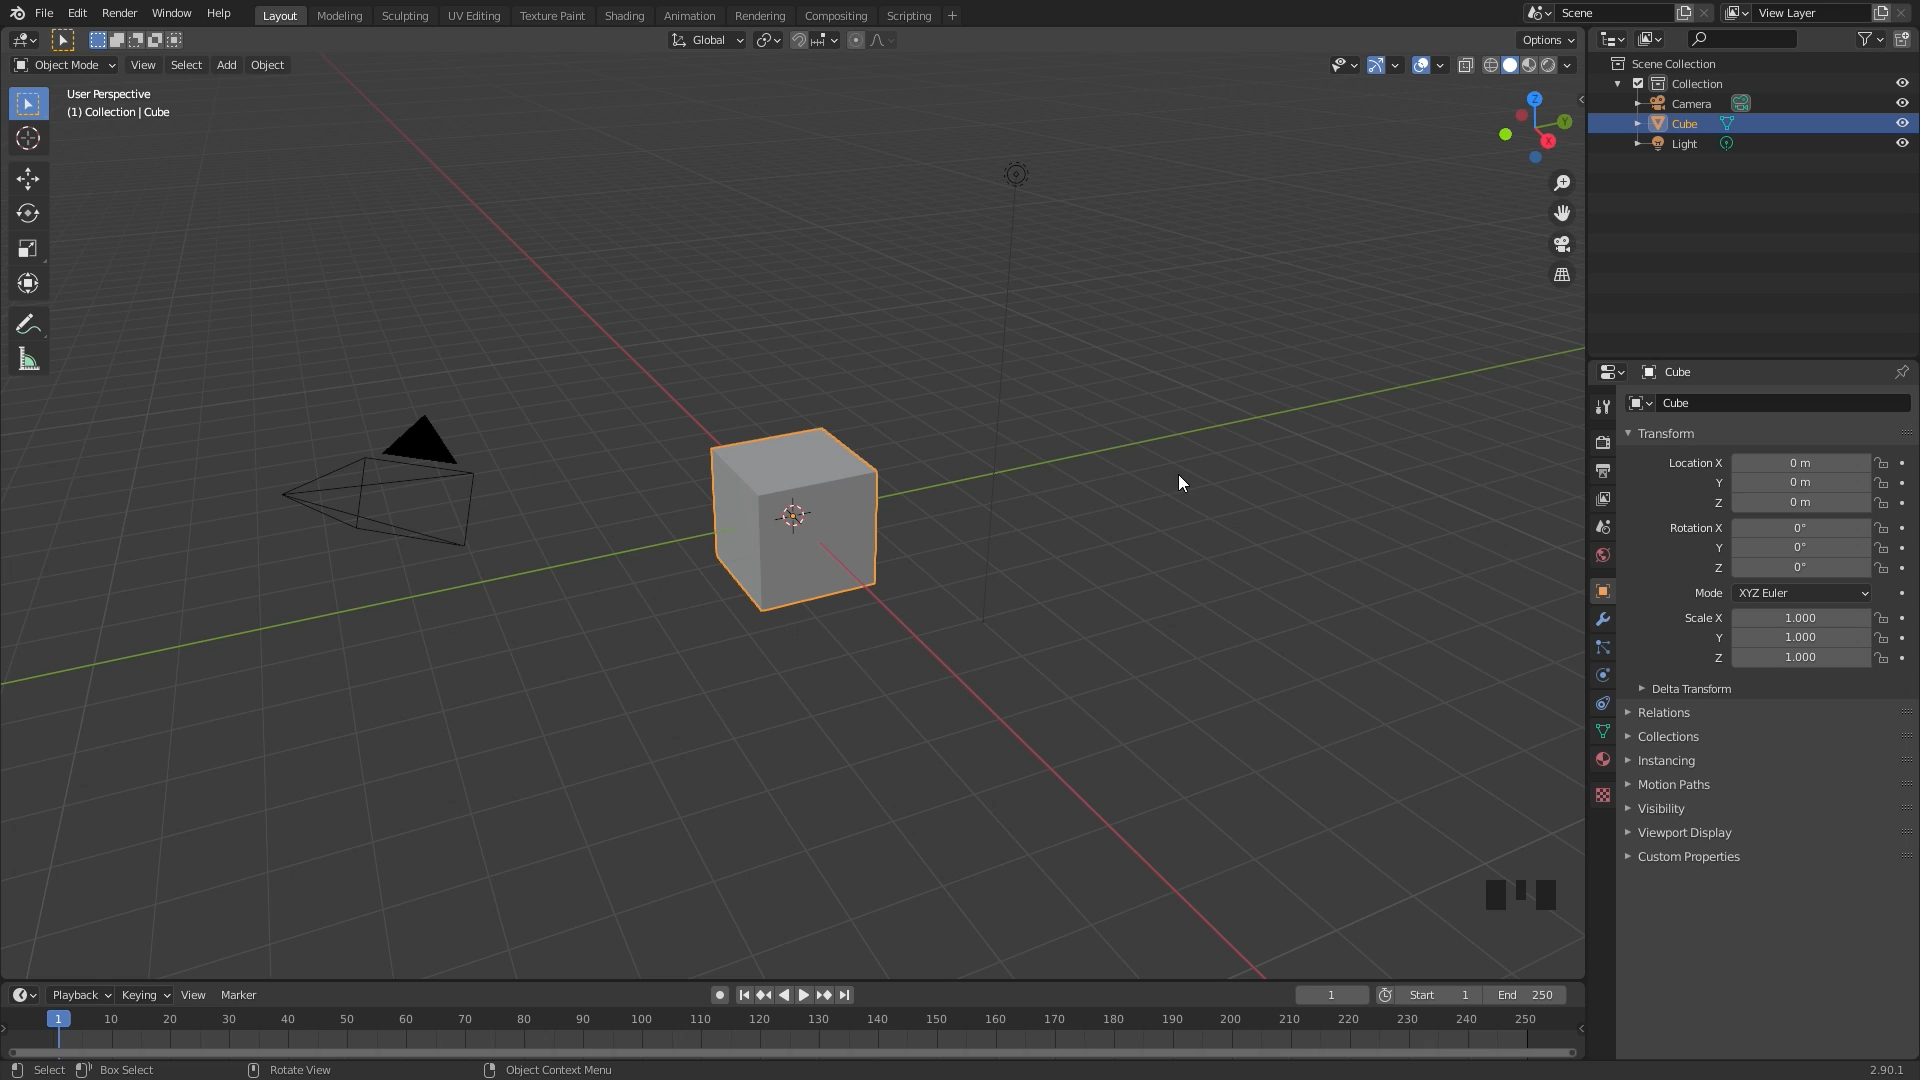 File Edit Render Window Help Layout Modeling Sculpting UV Editing Texture Paint Shading Animation Rendering Compositing Scripting + Scene View Layer
Global Options
Object Mode View Select Add Object
User Perspective
(1) Collection | Cube
Z
Y
X
Scene Collection
Collection
Camera
Cube
Light
Cube
Cube
Transform
Location X 0 m
Y 0 m
Z 0 m
Rotation X 0°
Y 0°
Z 0°
Mode XYZ Euler
Scale X 1.000
Y 1.000
Z 1.000
Delta Transform
Relations
Collections
Instancing
Motion Paths
Visibility
Viewport Display
Custom Properties
Playback Keying View Marker 1 Start 1 End 250
1 10 20 30 40 50 60 70 80 90 100 110 120 130 140 150 160 170 180 190 200 210 220 230 240 250
Select Box Select Rotate View Object Context Menu 2.90.1